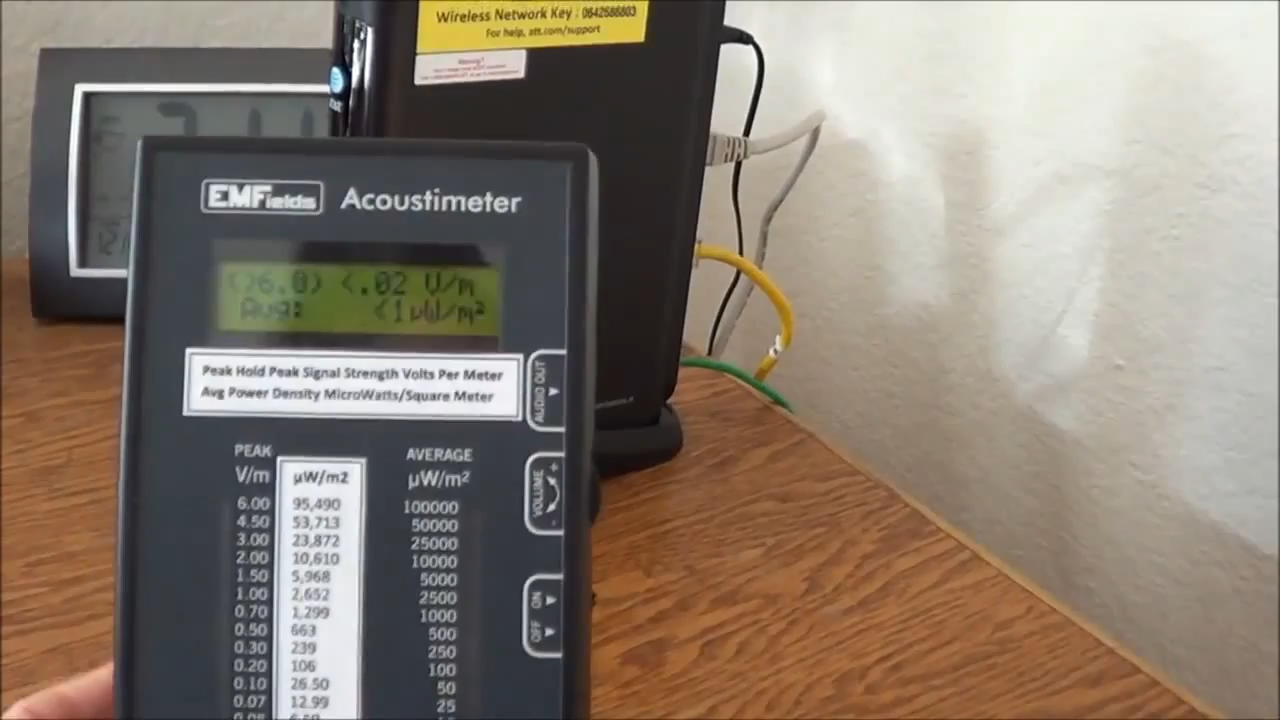 Wireless Network Key : 0642586803
For help, att.com/support
Warning!
EMFields Acoustimeter
(>6.0) <.02 V/m
Avg: <1µW/m²
Peak Hold Peak Signal Strength Volts Per Meter
Avg Power Density MicroWatts/Square Meter
AUDIO OUT
VOLUME + -
OFF ON
PEAK AVERAGE
V/m µW/m2 µW/m²
6.00 95,490 100000
4.50 53,713 50000
3.00 23,872 25000
2.00 10,610 10000
1.50 5,968 5000
1.00 2,652 2500
0.70 1,299 1000
0.50 663 500
0.30 239 250
0.20 106 100
0.10 26.50 50
0.07 12.99 25